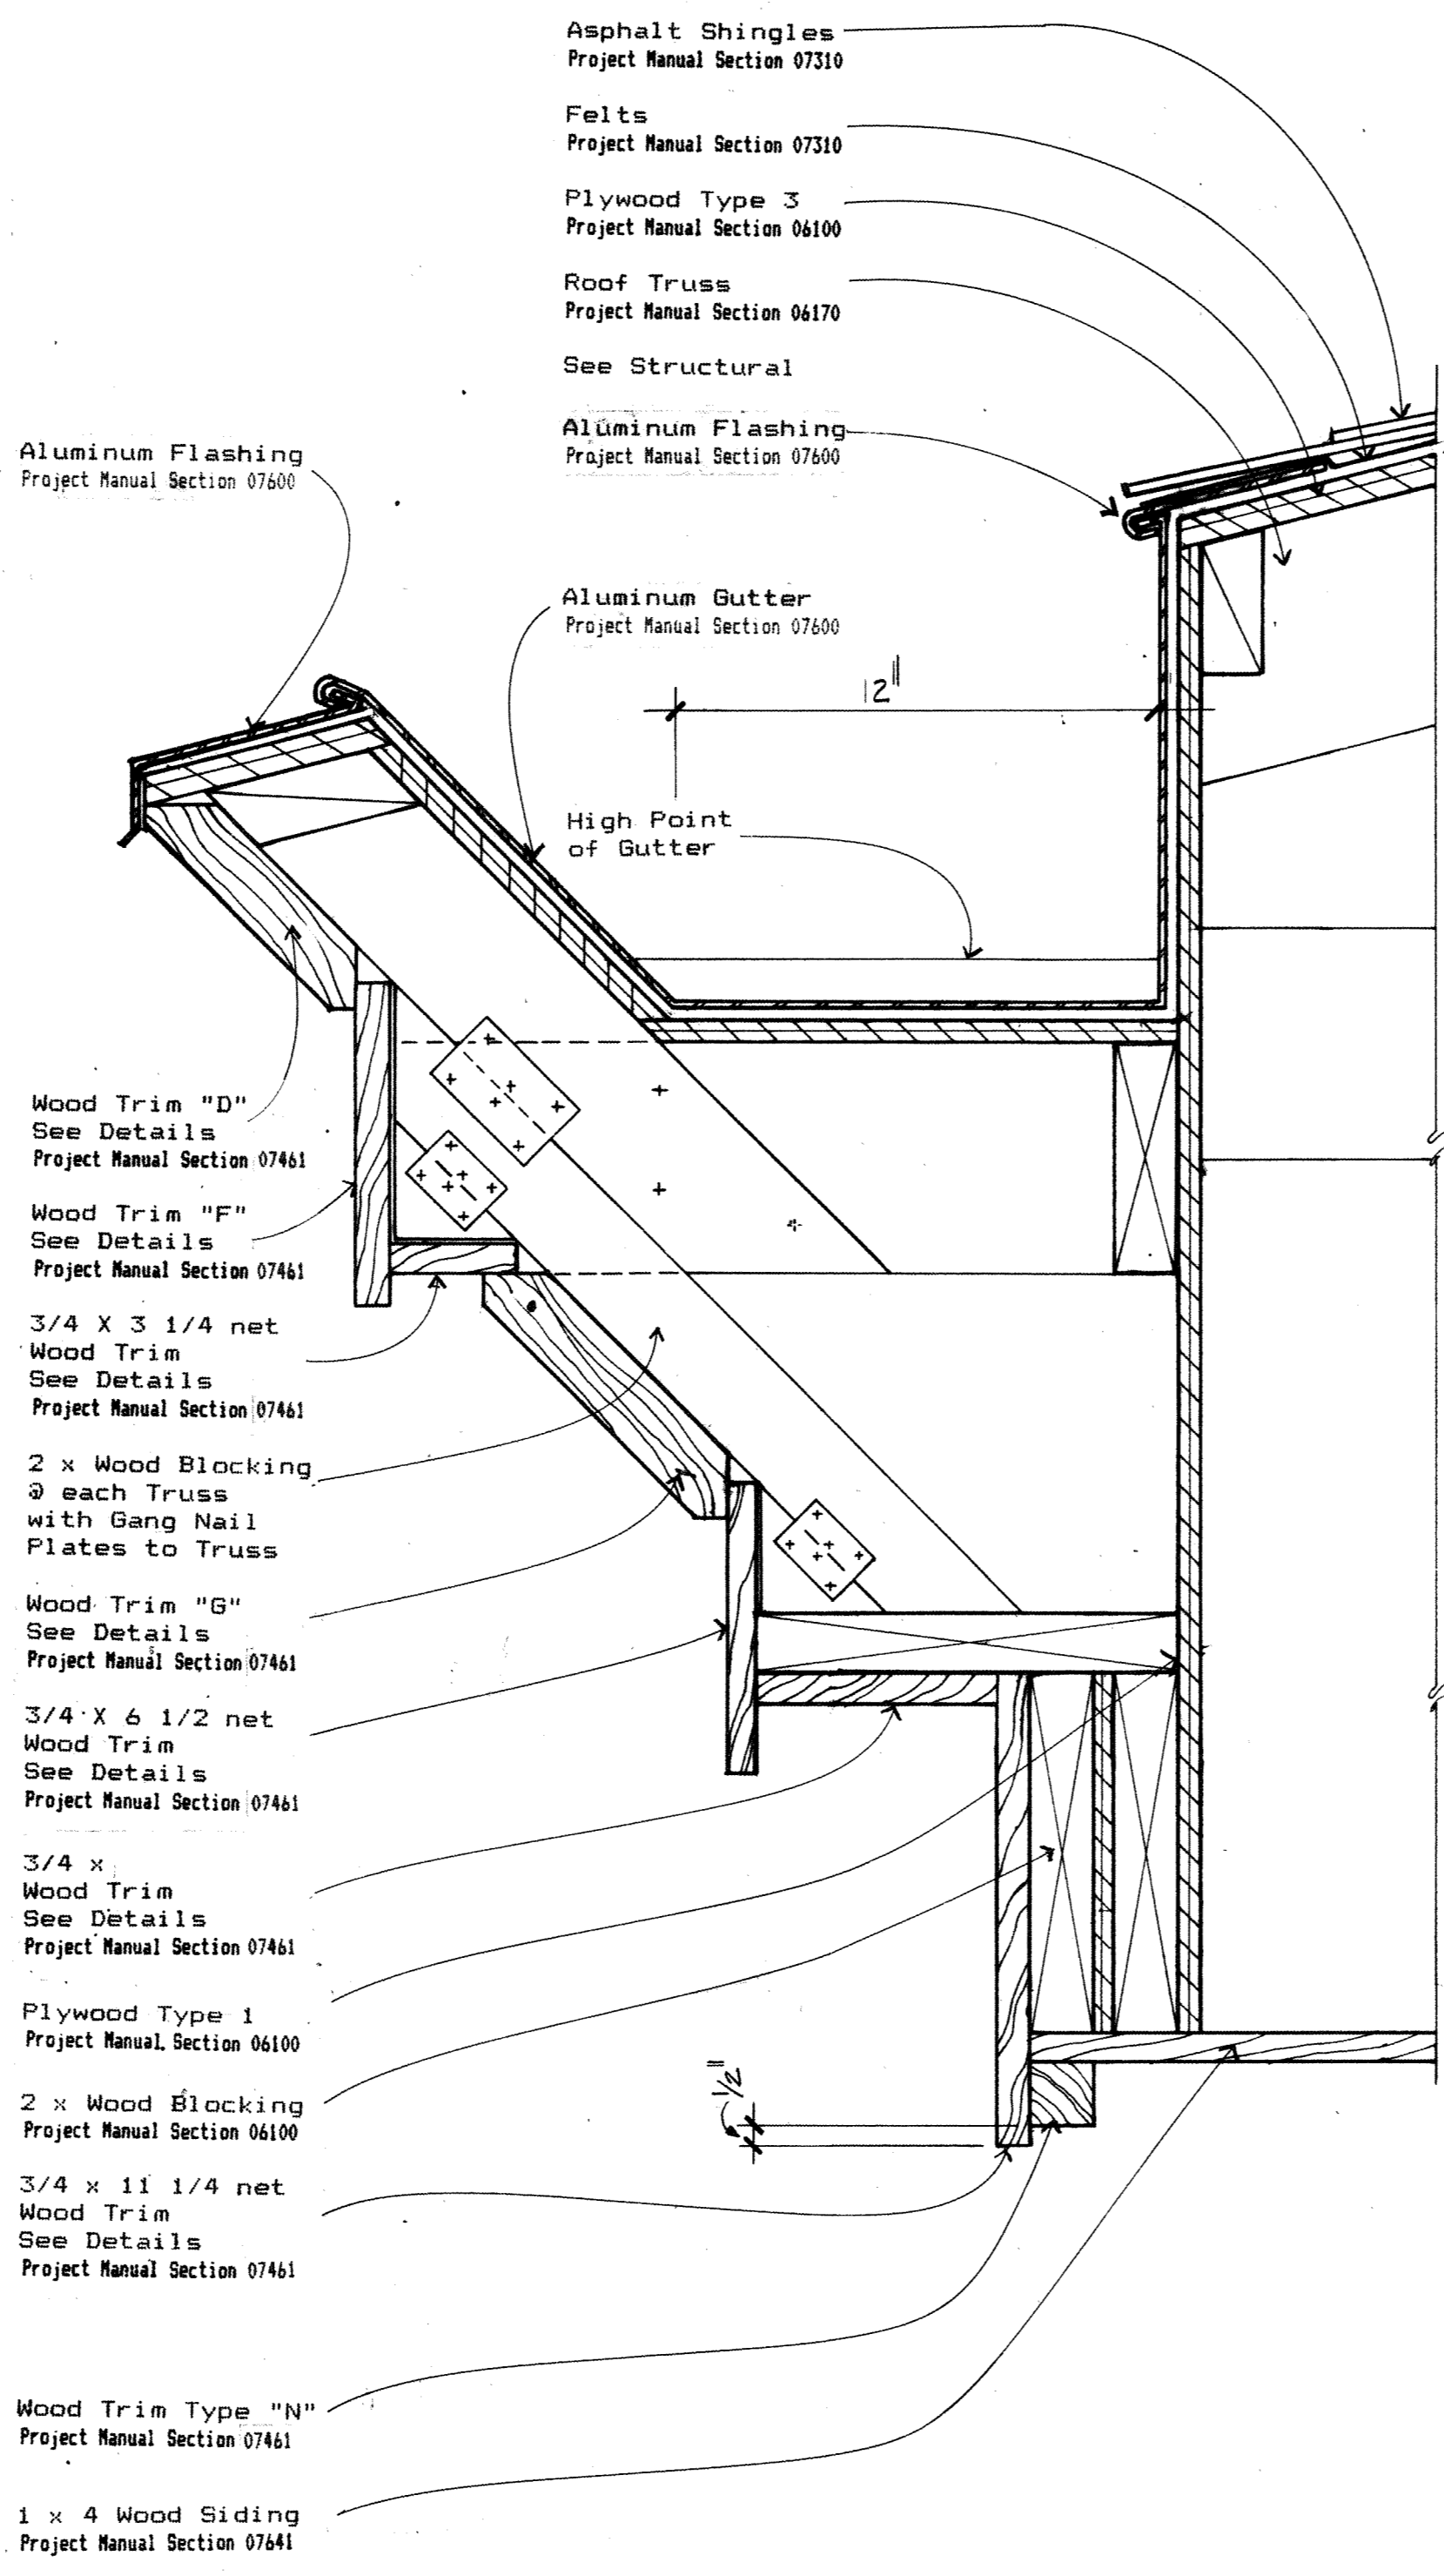 Asphalt Shingles
Project Manual Section 07310
Felts
Project Manual Section 07310
Plywood Type 3
Project Manual Section 06100
Roof Truss
Project Manual Section 06170
See Structural
Aluminum Flashing
Project Manual Section 07600
Aluminum Flashing
Project Manual Section 07600
Aluminum Gutter
Project Manual Section 07600
12"
High Point
of Gutter
Wood Trim "D"
See Details
Project Manual Section 07461
Wood Trim "F"
See Details
Project Manual Section 07461
3/4 X 3 1/4 net
Wood Trim
See Details
Project Manual Section 07461
2 x Wood Blocking
@ each Truss
with Gang Nail
Plates to Truss
Wood Trim "G"
See Details
Project Manual Section 07461
3/4 X 6 1/2 net
Wood Trim
See Details
Project Manual Section 07461
3/4 x
Wood Trim
See Details
Project Manual Section 07461
Plywood Type 1
Project Manual Section 06100
2 x Wood Blocking
Project Manual Section 06100
1/2"
3/4 x 11 1/4 net
Wood Trim
See Details
Project Manual Section 07461
Wood Trim Type "N"
Project Manual Section 07461
1 x 4 Wood Siding
Project Manual Section 07641